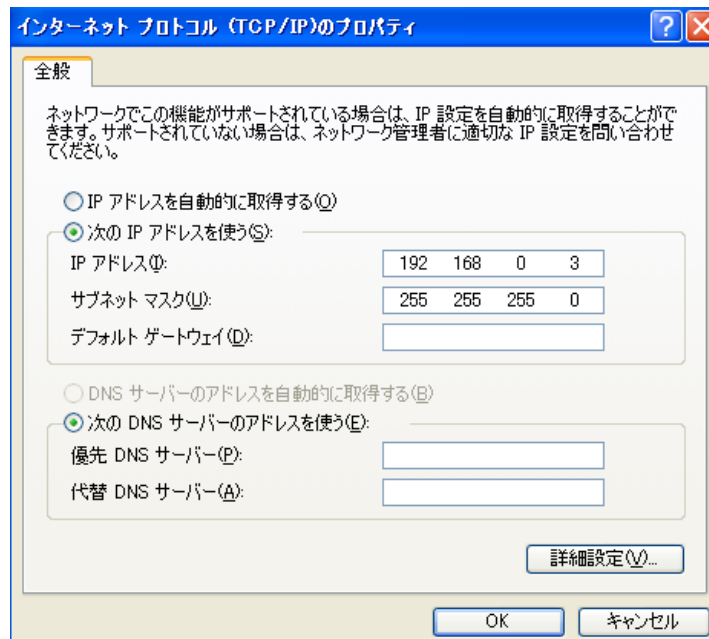 インターネット プロトコル (TCP/IP)のプロパティ
全般
ネットワークでこの機能がサポートされている場合は、IP 設定を自動的に取得することがで
きます。サポートされていない場合は、ネットワーク管理者に適切な IP 設定を問い合わせ
てください。
IP アドレスを自動的に取得する(O)
次の IP アドレスを使う(S):
IP アドレス(I): 192 168 0 3
サブネット マスク(U): 255 255 255 0
デフォルト ゲートウェイ(D):
DNS サーバーのアドレスを自動的に取得する(B)
次の DNS サーバーのアドレスを使う(E):
優先 DNS サーバー(P):
代替 DNS サーバー(A):
詳細設定(V)...
OK キャンセル